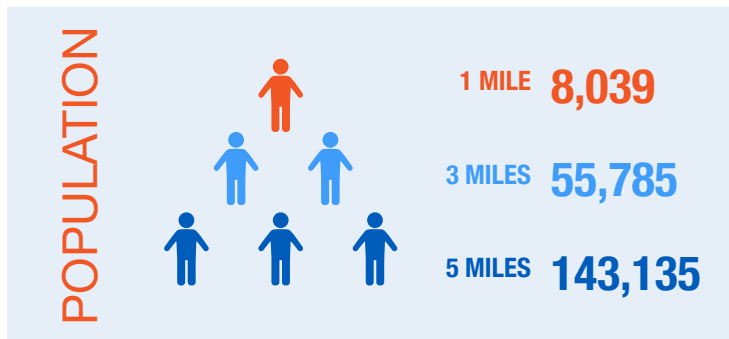 POPULATION
1 MILE 8,039
3 MILES 55,785
5 MILES 143,135